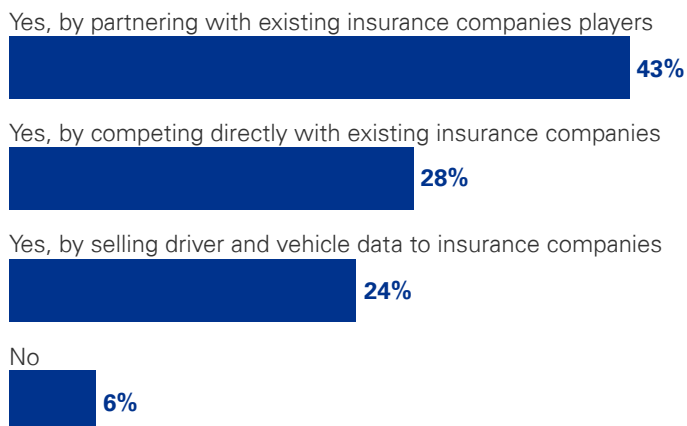 Yes, by partnering with existing insurance companies players
43%
Yes, by competing directly with existing insurance companies
28%
Yes, by selling driver and vehicle data to insurance companies
24%
No
6%